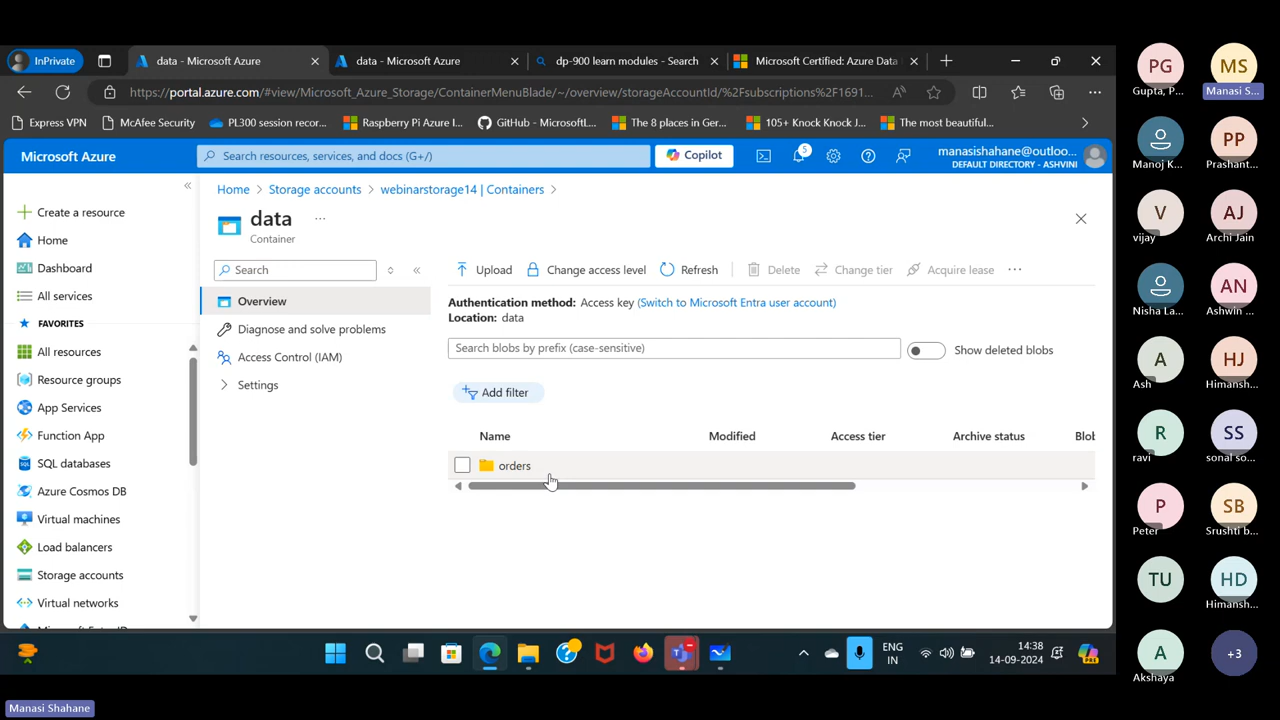 InPrivate
data - Microsoft Azure
data - Microsoft Azure
dp-900 learn modules - Search
Microsoft Certified: Azure Data
https://portal.azure.com/#view/Microsoft_Azure_Storage/ContainerMenuBlade/~/overview/storageAccountId/%2Fsubscriptions%2F1691...
Express VPN
McAfee Security
PL300 session recor...
Raspberry Pi Azure I...
GitHub - MicrosoftL...
The 8 places in Ger...
105+ Knock Knock J...
The most beautiful...
Microsoft Azure
Search resources, services, and docs (G+/)
Copilot
5
manasishahane@outloo...
DEFAULT DIRECTORY - ASHVINI
Create a resource
Home
Dashboard
All services
FAVORITES
All resources
Resource groups
App Services
Function App
SQL databases
Azure Cosmos DB
Virtual machines
Load balancers
Storage accounts
Virtual networks
Microsoft Entra ID
Home > Storage accounts > webinarstorage14 | Containers >
data
Container
Search
Overview
Diagnose and solve problems
Access Control (IAM)
Settings
Upload
Change access level
Refresh
Delete
Change tier
Acquire lease
Authentication method: Access key (Switch to Microsoft Entra user account)
Location: data
Search blobs by prefix (case-sensitive)
Show deleted blobs
Add filter
Name
Modified
Access tier
Archive status
Blob
orders
ENG
IN
14:38
14-09-2024
PRE
PG
Gupta, P...
MS
Manasi S...
Manoj K...
PP
Prashant...
V
vijay
AJ
Archi Jain
Nisha La...
AN
Ashwin ...
A
Ash
HJ
Himansh...
R
ravi
SS
sonal so...
P
Peter
SB
Srushti b...
TU
HD
Himansh...
A
Akshaya
+3
Manasi Shahane